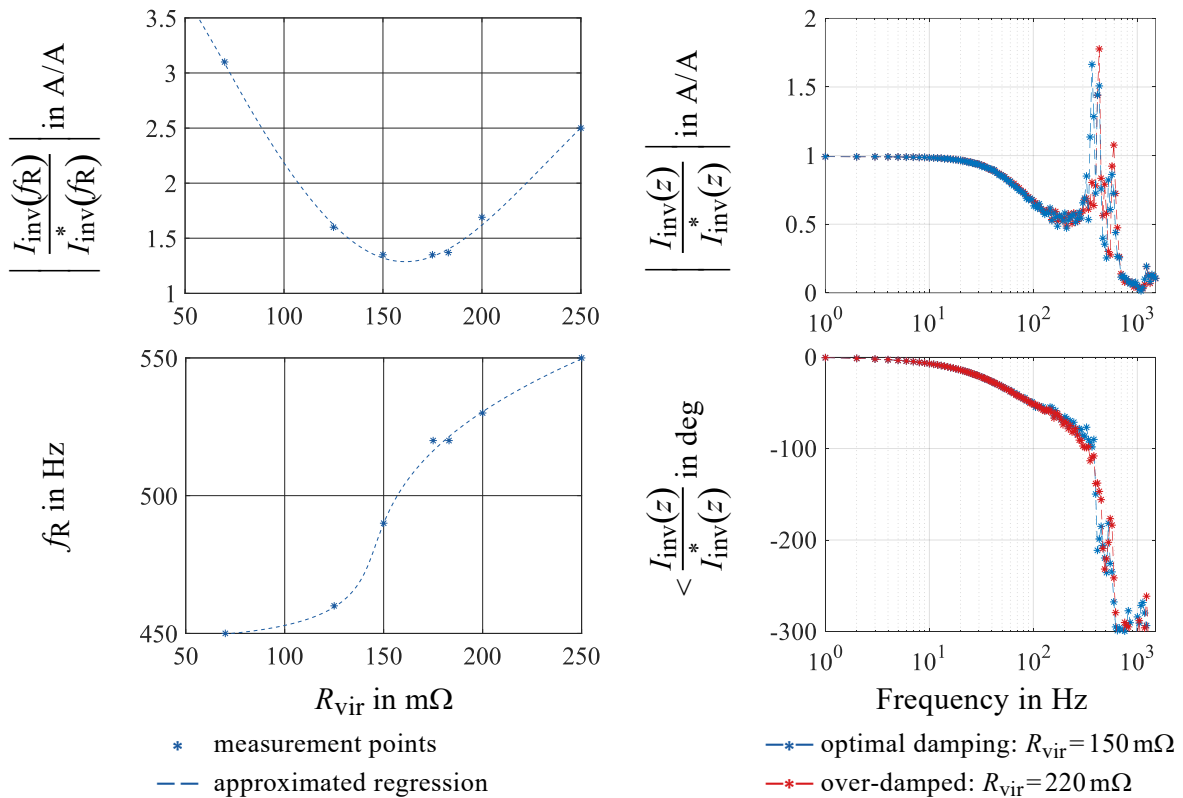 |I_inv(f_R) / I*_inv(f_R)| in A/A
3.5
3
2.5
2
1.5
1
50 100 150 200 250
f_R in Hz
550
500
450
50 100 150 200 250
R_vir in mΩ
* measurement points
— — approximated regression
|I_inv(z) / I*_inv(z)| in A/A
2
1.5
1
0.5
0
10^0 10^1 10^2 10^3
< I_inv(z) / I*_inv(z) in deg
0
-100
-200
-300
10^0 10^1 10^2 10^3
Frequency in Hz
optimal damping: R_vir=150 mΩ
over-damped: R_vir=220 mΩ